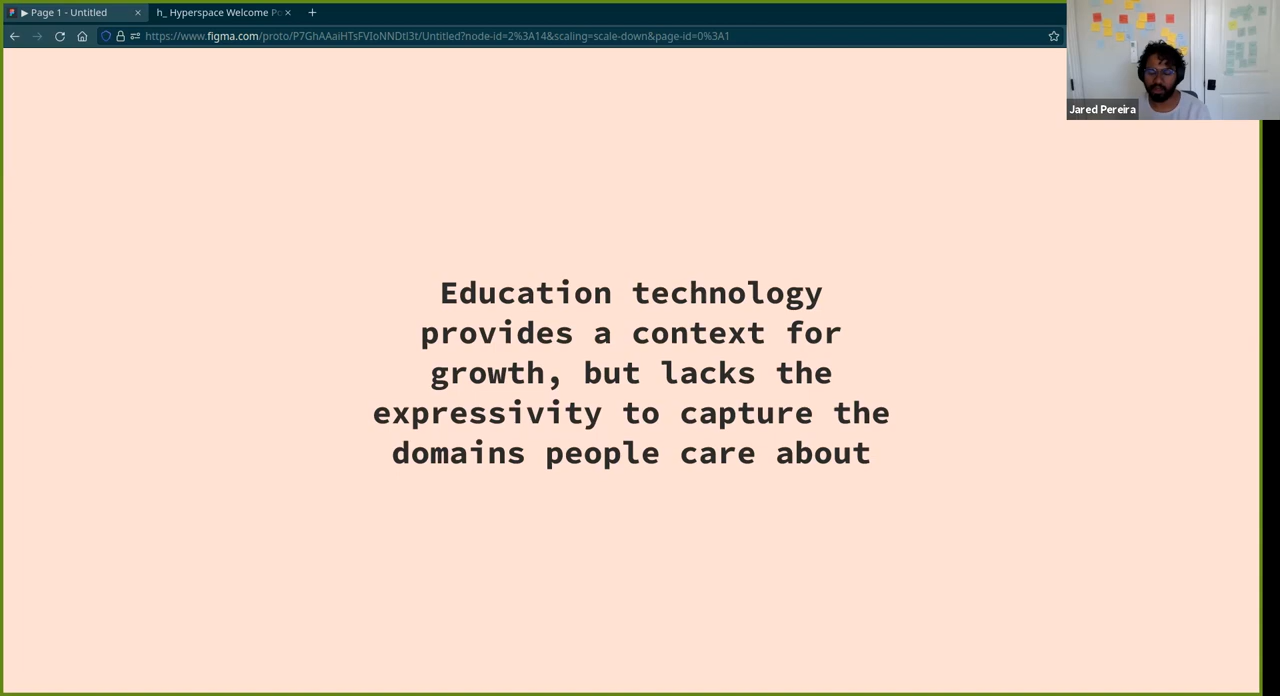 ▶ Page 1 - Untitled
h_ Hyperspace Welcome Po
https://www.figma.com/proto/P7GhAAaiHTsFVIoNNDtl3t/Untitled?node-id=2%3A14&scaling=scale-down&page-id=0%3A1
Jared Pereira
Education technology
provides a context for
growth, but lacks the
expressivity to capture the
domains people care about